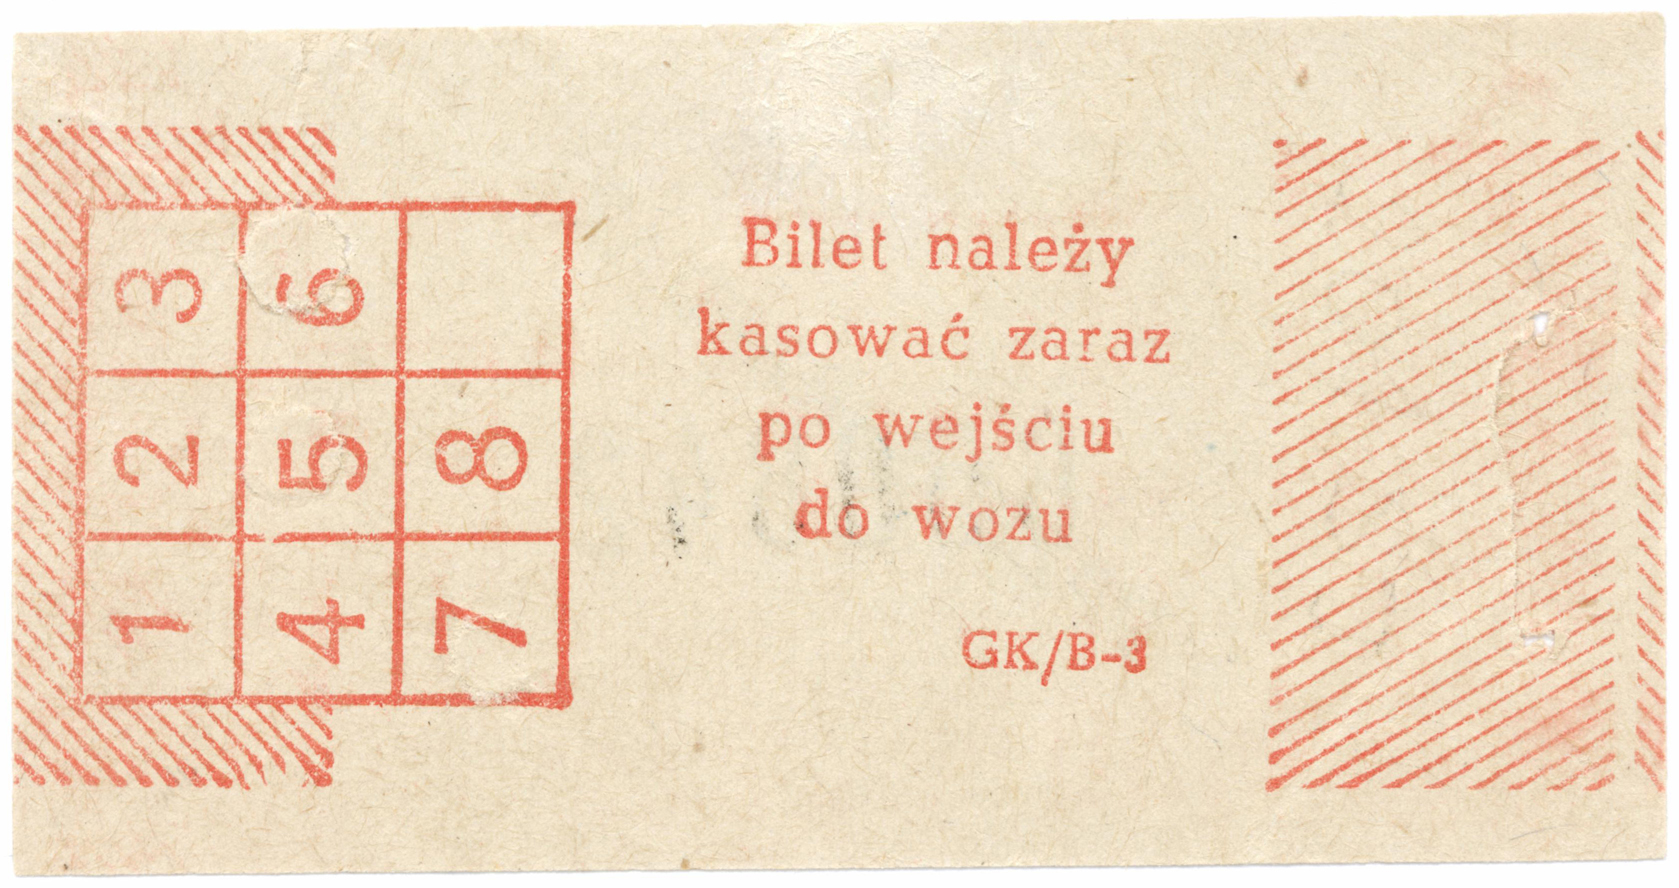 3 6
2 5 8
1 4 7
Bilet należy
kasować zaraz
po wejściu
do wozu
GK/B-3